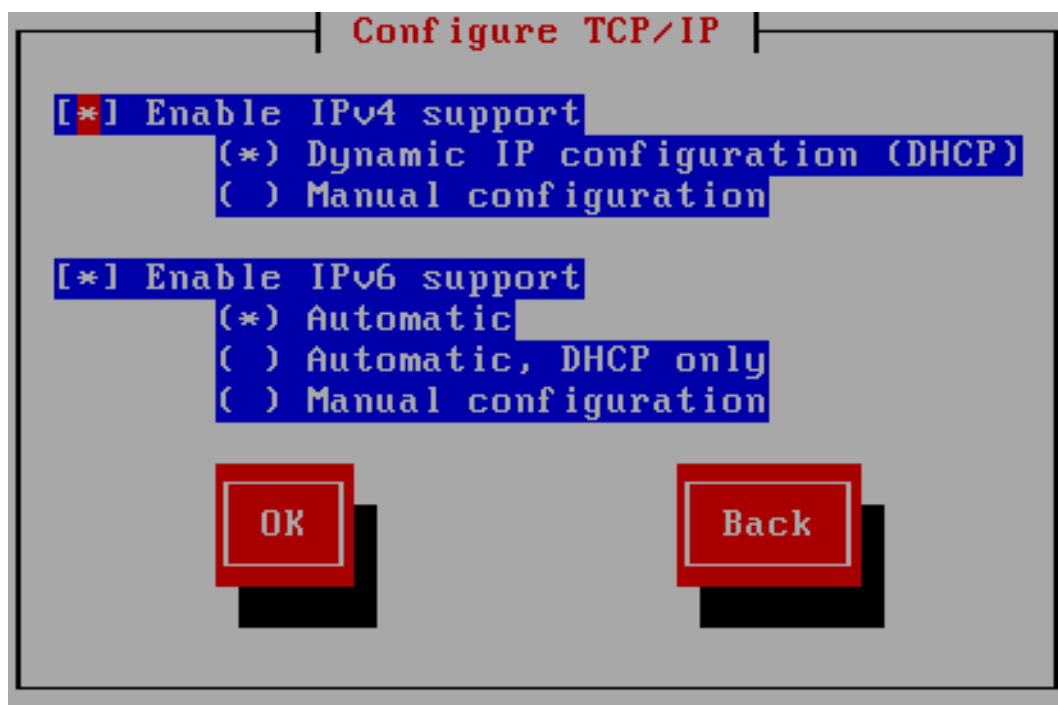 Configure TCP/IP
[*] Enable IPv4 support
(*) Dynamic IP configuration (DHCP)
( ) Manual configuration
[*] Enable IPv6 support
(*) Automatic
( ) Automatic, DHCP only
( ) Manual configuration
OK Back